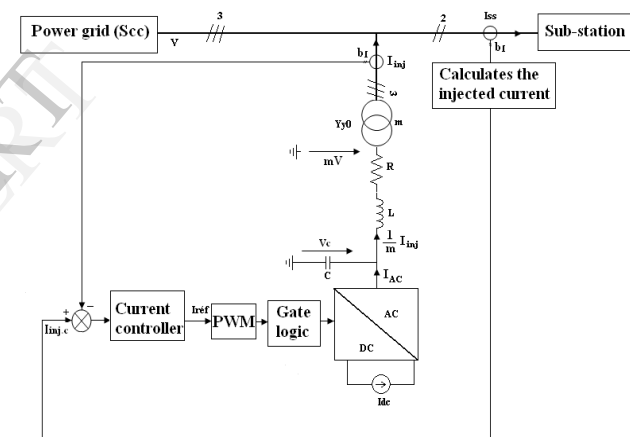 3
2
Iss
Power grid (Scc)
V
Sub-station
bI
Iinj
bI
Calculates the
injected current
3
Yy0
m
mV
R
L
Vc
1/m Iinj
C
IAC
+
−
Current
controller
Iréf
PWM
Gate
logic
AC
DC
Iinj.c
Idc